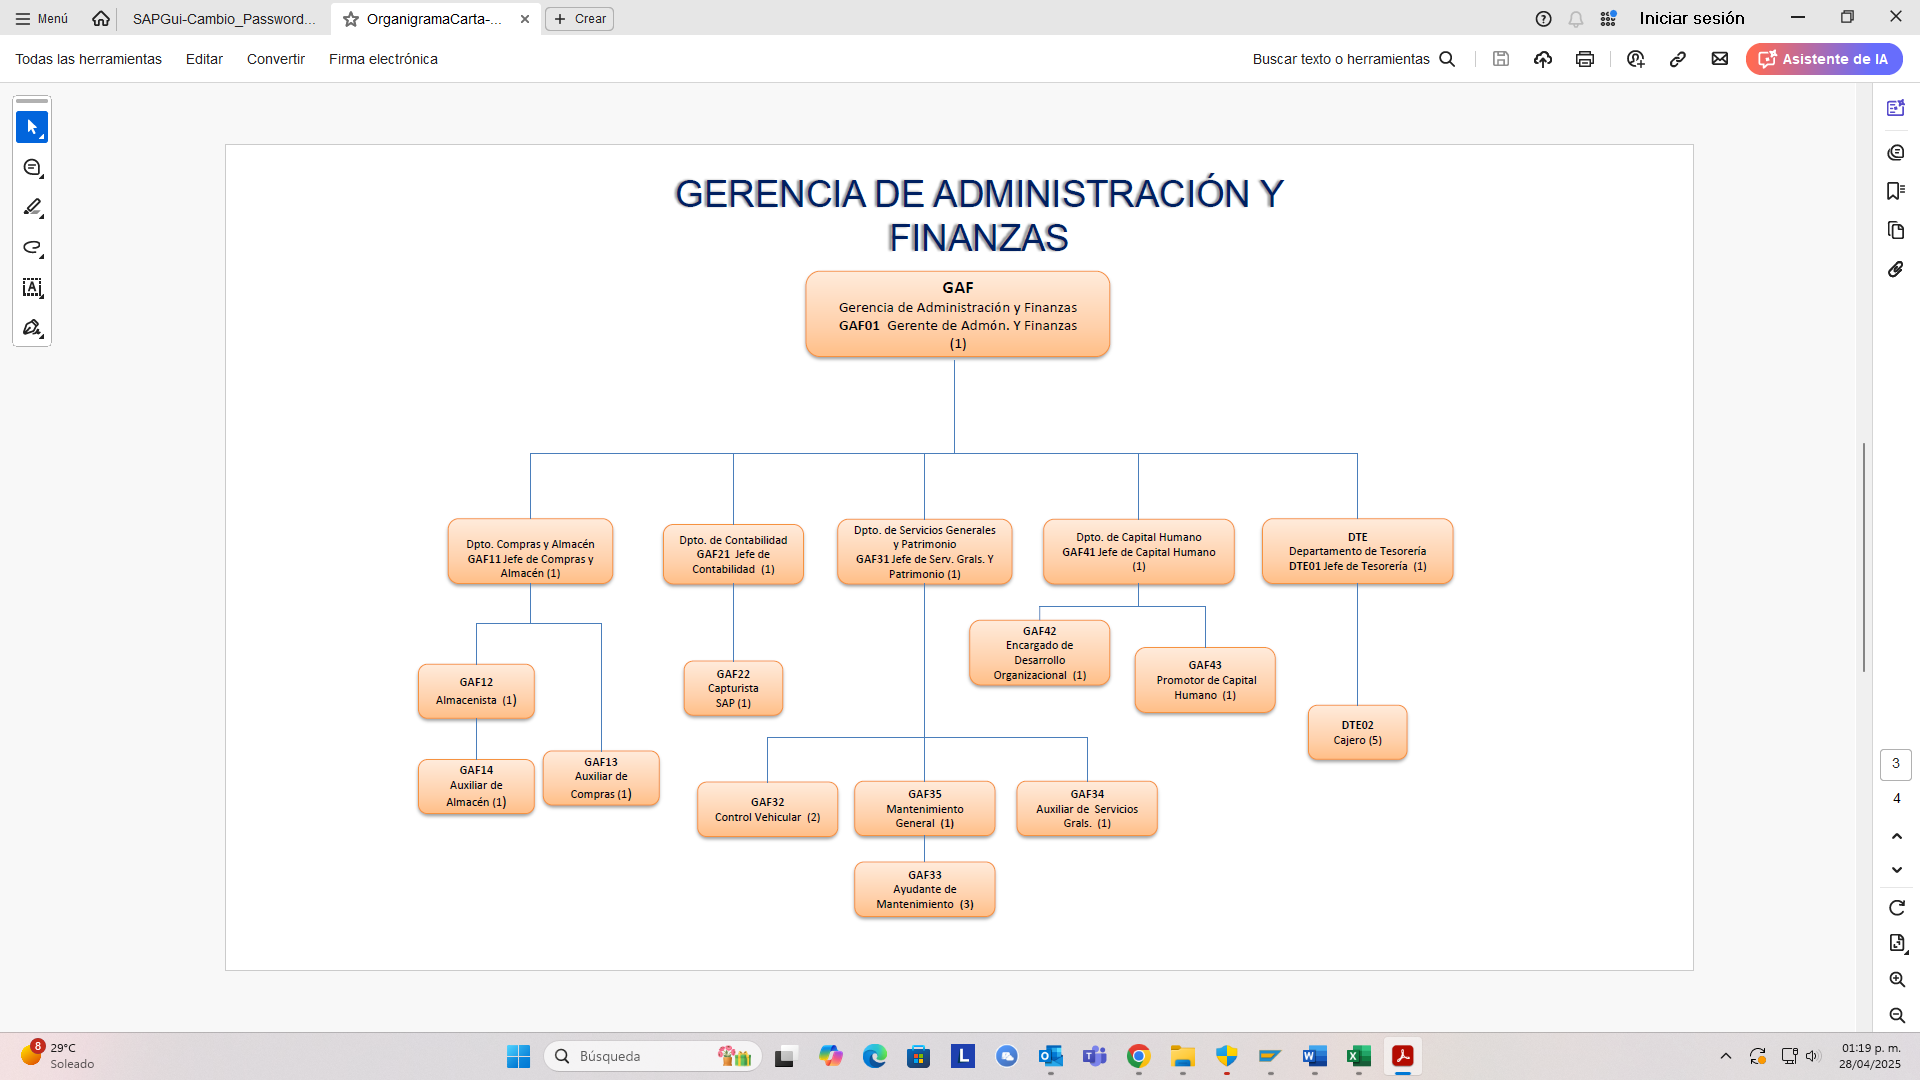 Menú
SAPGui-Cambio_Password...
OrganigramaCarta-...
Crear
Iniciar sesión
Todas las herramientas
Editar
Convertir
Firma electrónica
Buscar texto o herramientas
Asistente de IA
GERENCIA DE ADMINISTRACIÓN Y
FINANZAS
GAF
Gerencia de Administración y Finanzas
GAF01 Gerente de Admón. Y Finanzas
(1)
Dpto. Compras y Almacén
GAF11 Jefe de Compras y
Almacén (1)
Dpto. de Contabilidad
GAF21 Jefe de
Contabilidad (1)
Dpto. de Servicios Generales
y Patrimonio
GAF31 Jefe de Serv. Grals. Y
Patrimonio (1)
Dpto. de Capital Humano
GAF41 Jefe de Capital Humano
(1)
DTE
Departamento de Tesorería
DTE01 Jefe de Tesorería (1)
GAF12
Almacenista (1)
GAF14
Auxiliar de
Almacén (1)
GAF13
Auxiliar de
Compras (1)
GAF22
Capturista
SAP (1)
GAF42
Encargado de
Desarrollo
Organizacional (1)
GAF43
Promotor de Capital
Humano (1)
DTE02
Cajero (5)
GAF32
Control Vehicular (2)
GAF35
Mantenimiento
General (1)
GAF34
Auxiliar de Servicios
Grals. (1)
GAF33
Ayudante de
Mantenimiento (3)
3
4
8
29°C
Soleado
Búsqueda
L
01:19 p. m.
28/04/2025